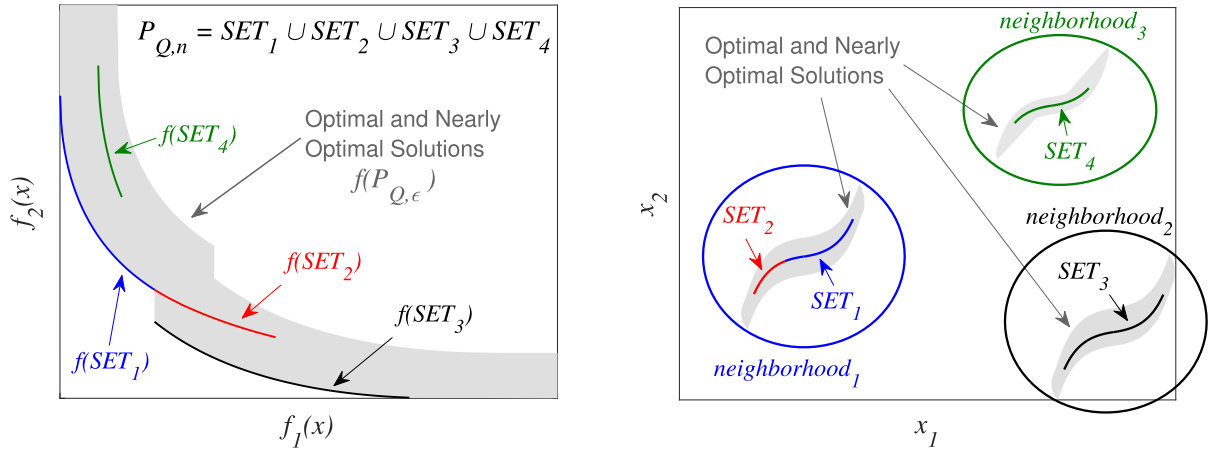 P_{Q,n} = SET_1 ∪ SET_2 ∪ SET_3 ∪ SET_4
Optimal and Nearly
Optimal Solutions
f(P_{Q,ϵ})
f(SET_4)
f(SET_2)
f(SET_3)
f(SET_1)
f_2(x)
f_1(x)
neighborhood_3
Optimal and Nearly
Optimal Solutions
SET_4
neighborhood_2
SET_2
SET_3
SET_1
neighborhood_1
x_2
x_1